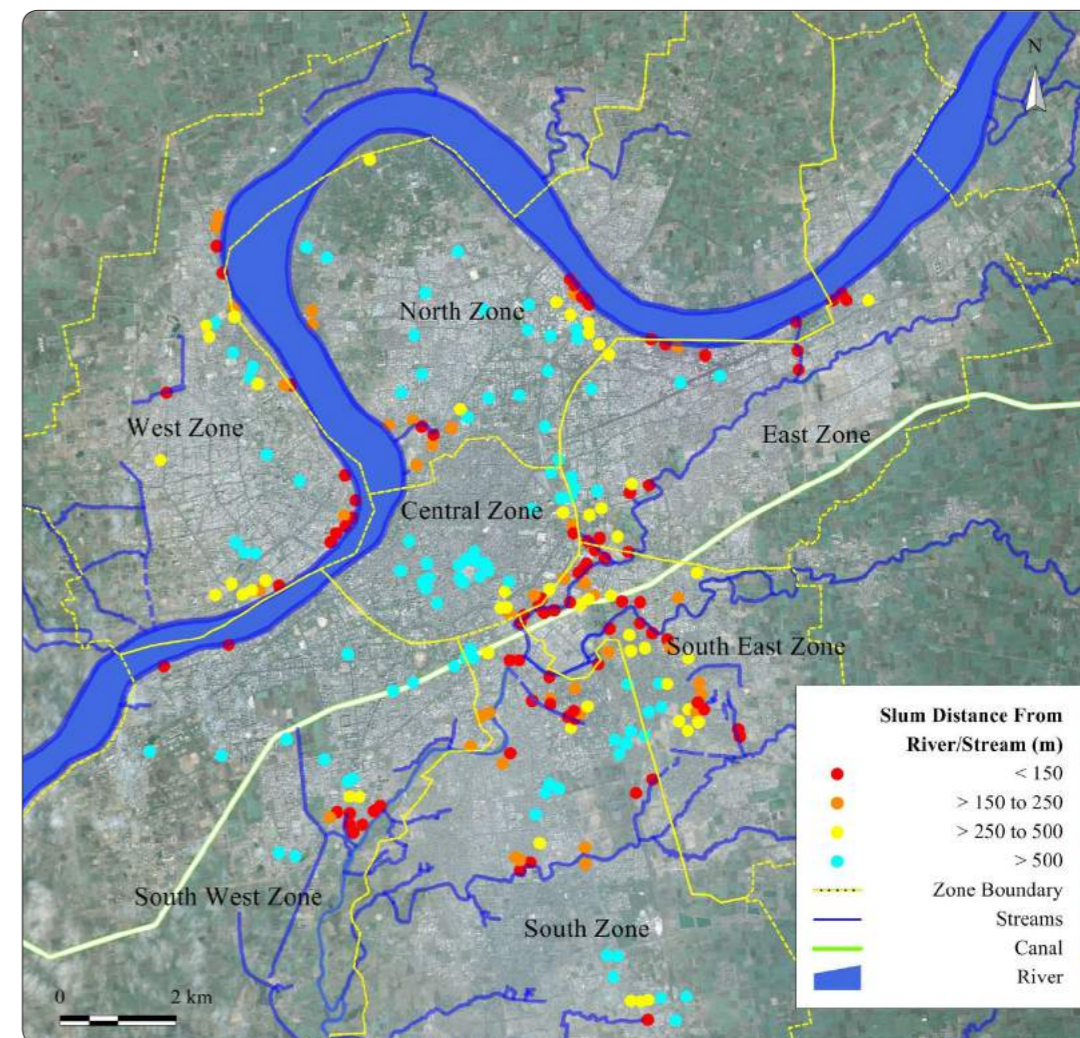 N
North Zone
West Zone
East Zone
Central Zone
South East Zone
South West Zone
South Zone
0 2 km
Slum Distance From
River/Stream (m)
< 150
> 150 to 250
> 250 to 500
> 500
Zone Boundary
Streams
Canal
River